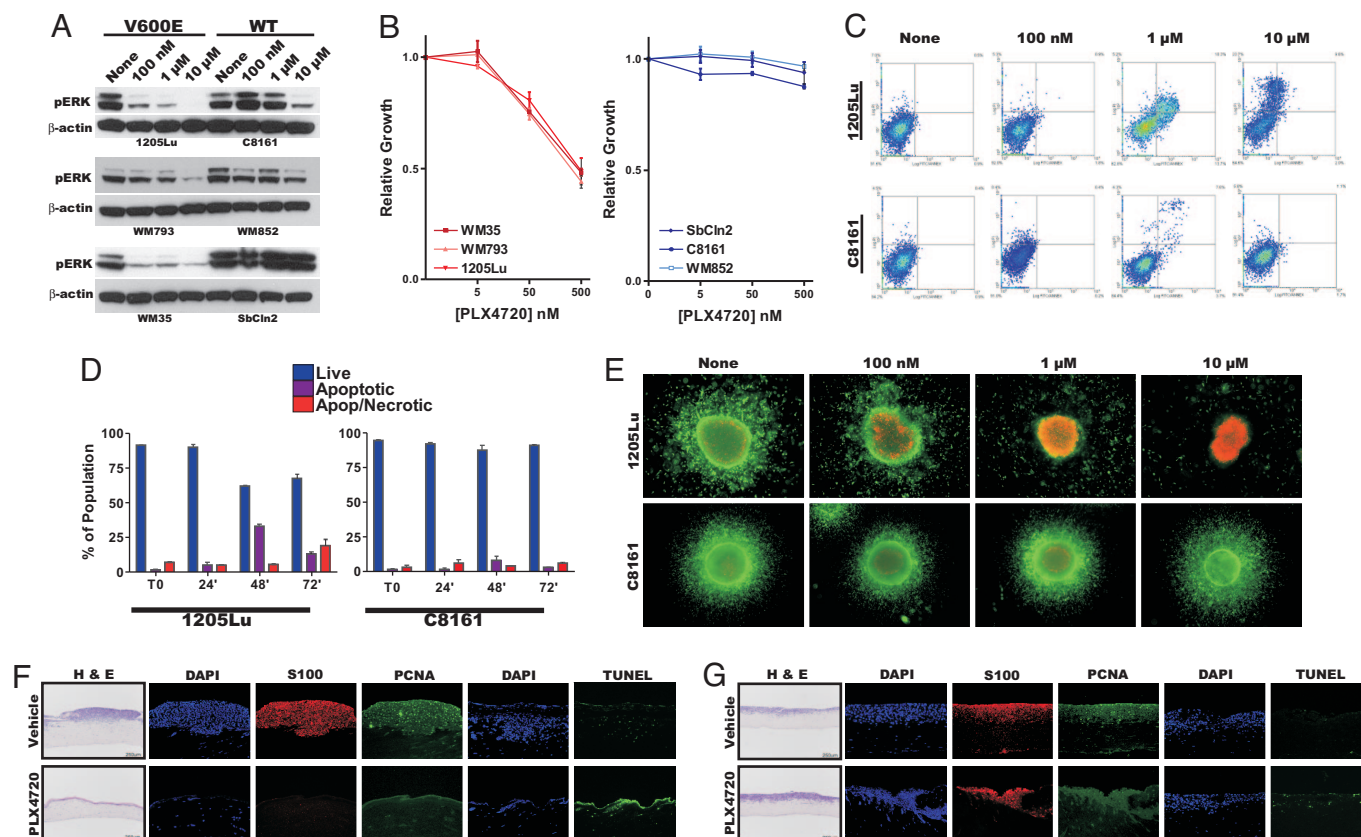 A
V600E WT
None 100 nM 1 µM 10 µM None 100 nM 1 µM 10 µM
pERK
β-actin
1205Lu C8161
pERK
β-actin
WM793 WM852
pERK
β-actin
WM35 SbCln2
B
Relative Growth
1.0
0.5
0.0
WM35
WM793
1205Lu
5 50 500
[PLX4720] nM
Relative Growth
1.0
0.5
0.0
SbCln2
C8161
WM852
0 5 50 500
[PLX4720] nM
C
None 100 nM 1 µM 10 µM
1205Lu
C8161
D
Live
Apoptotic
Apop/Necrotic
% of Population
100
75
50
25
0
T0 24' 48' 72'
1205Lu
100
75
50
25
0
T0 24' 48' 72'
C8161
E
None 100 nM 1 µM 10 µM
1205Lu
C8161
F
H & E DAPI S100 PCNA DAPI TUNEL
Vehicle
PLX4720
G
H & E DAPI S100 PCNA DAPI TUNEL
Vehicle
PLX4720